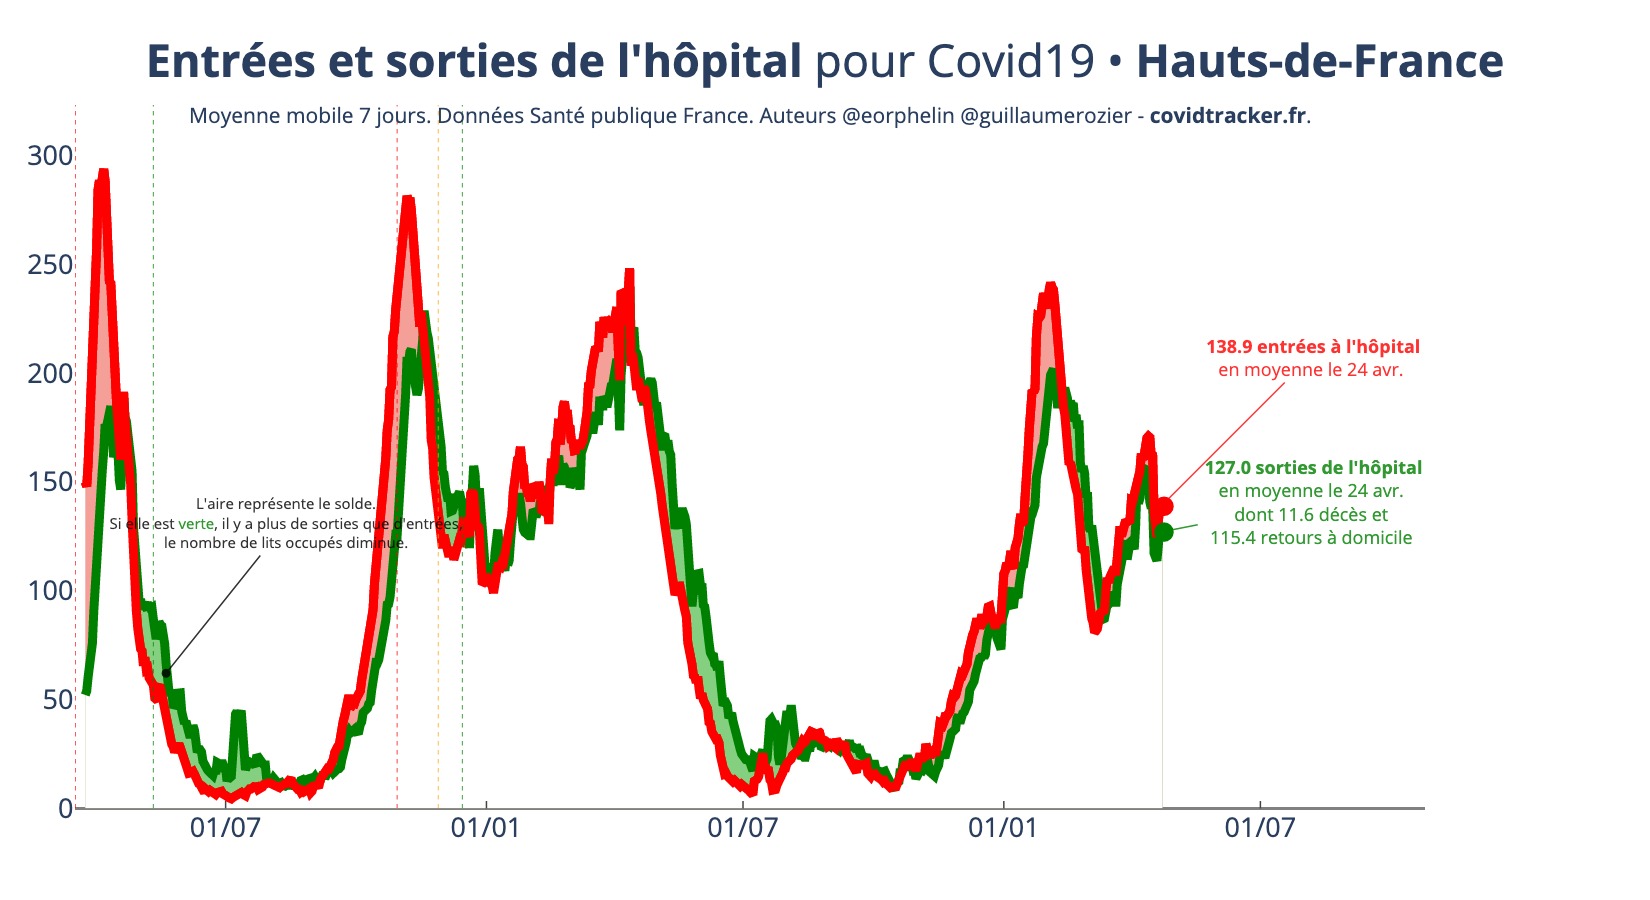 Entrées et sorties de l'hôpital pour Covid19 • Hauts-de-France
Moyenne mobile 7 jours. Données Santé publique France. Auteurs @eorphelin @guillaumerozier - covidtracker.fr.
300
250
200
150
100
50
0
138.9 entrées à l'hôpital
en moyenne le 24 avr.
127.0 sorties de l'hôpital
en moyenne le 24 avr.
dont 11.6 décès et
115.4 retours à domicile
L'aire représente le solde.
Si elle est verte, il y a plus de sorties que d'entrées,
le nombre de lits occupés diminue.
01/07
01/01
01/07
01/01
01/07